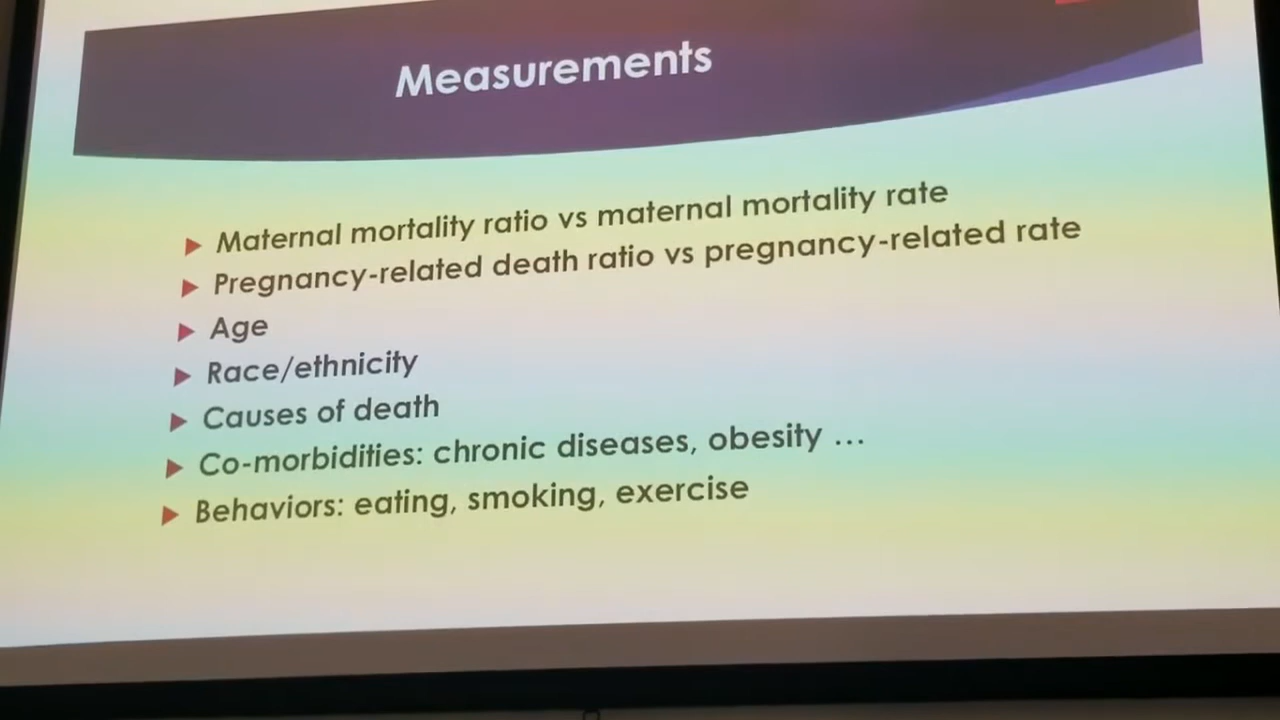 Measurements
Maternal mortality ratio vs maternal mortality rate
Pregnancy-related death ratio vs pregnancy-related rate
Age
Race/ethnicity
Causes of death
Co-morbidities: chronic diseases, obesity ...
Behaviors: eating, smoking, exercise